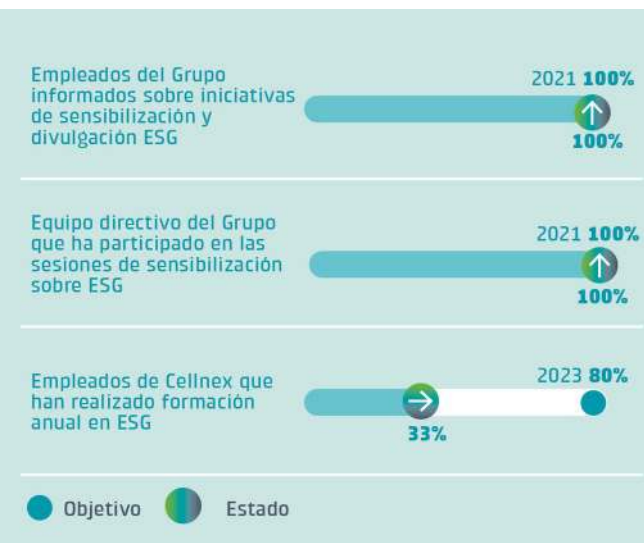 Empleados del Grupo
informados sobre iniciativas
de sensibilización y
divulgación ESG
2021 100%
100%
Equipo directivo del Grupo
que ha participado en las
sesiones de sensibilización
sobre ESG
2021 100%
100%
Empleados de Cellnex que
han realizado formación
anual en ESG
2023 80%
33%
Objetivo Estado